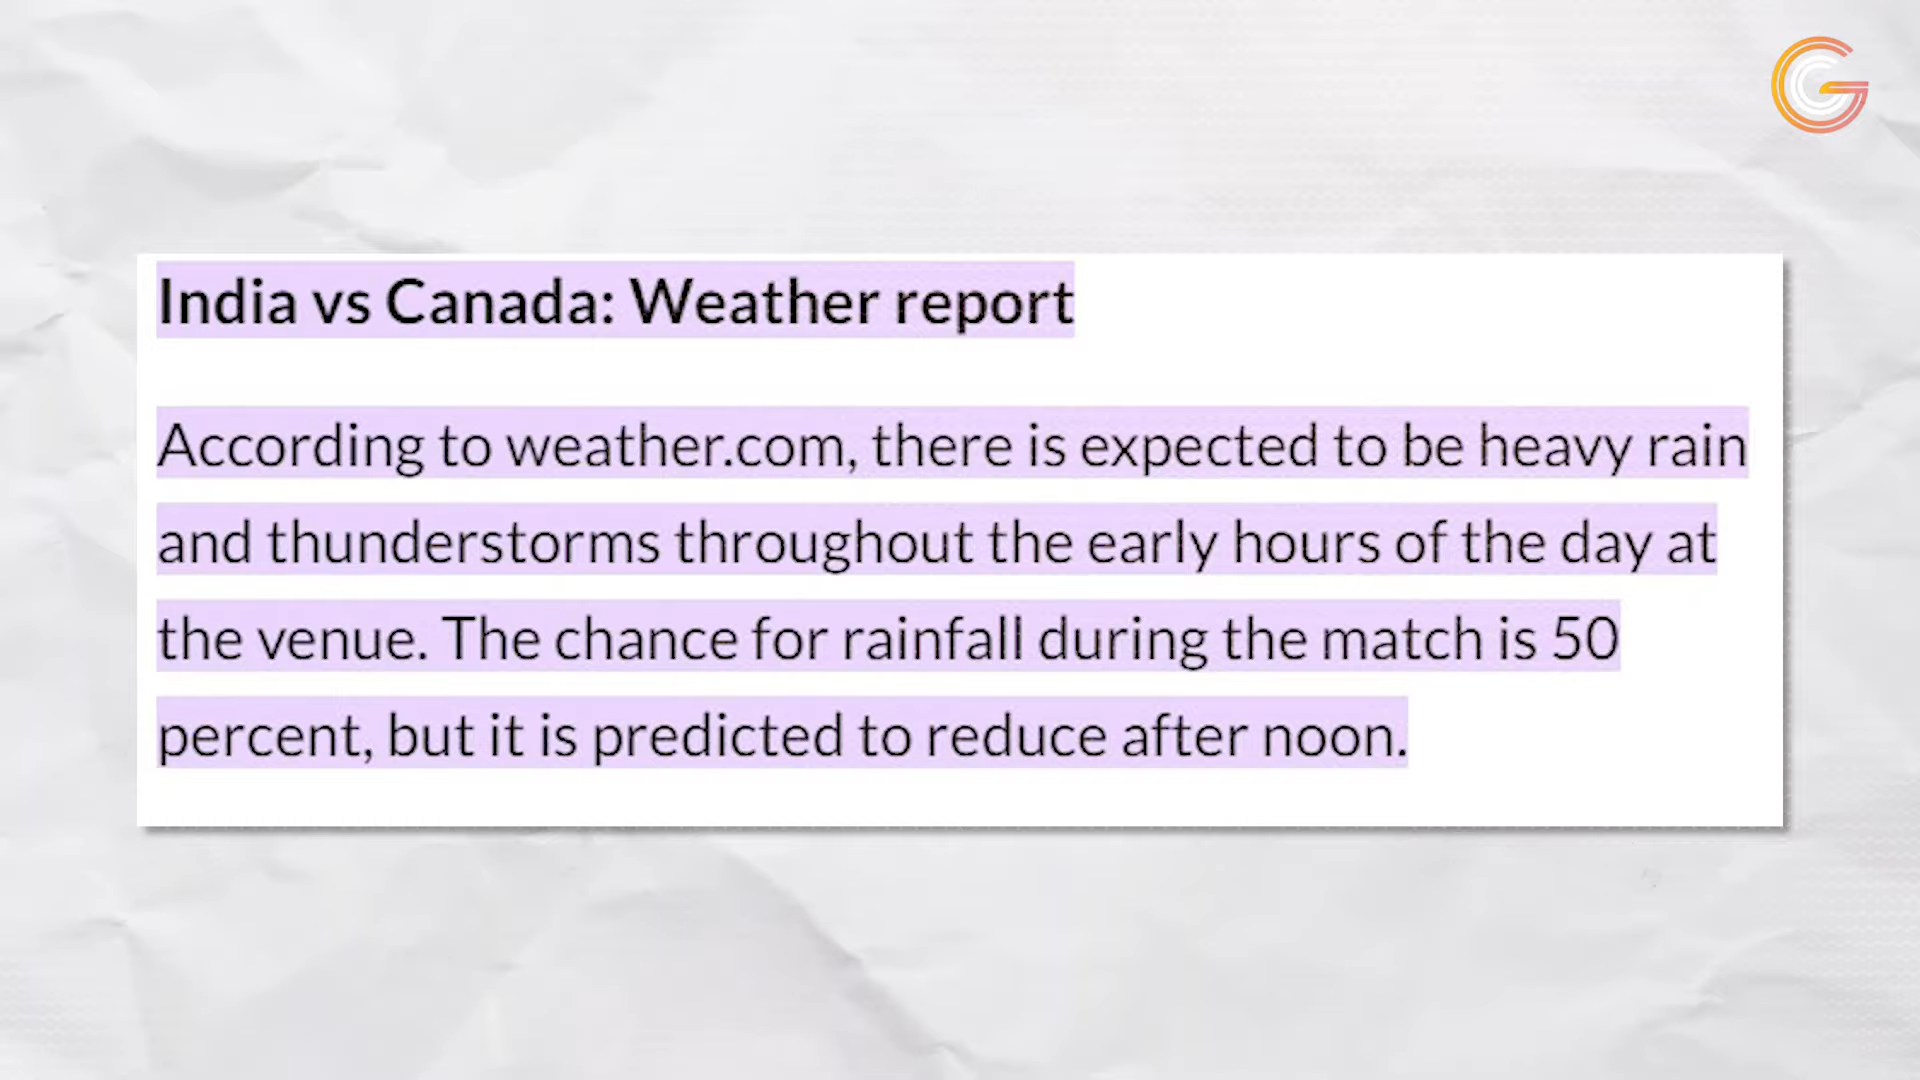 India vs Canada: Weather report
According to weather.com, there is expected to be heavy rain
and thunderstorms throughout the early hours of the day at
the venue. The chance for rainfall during the match is 50
percent, but it is predicted to reduce after noon.